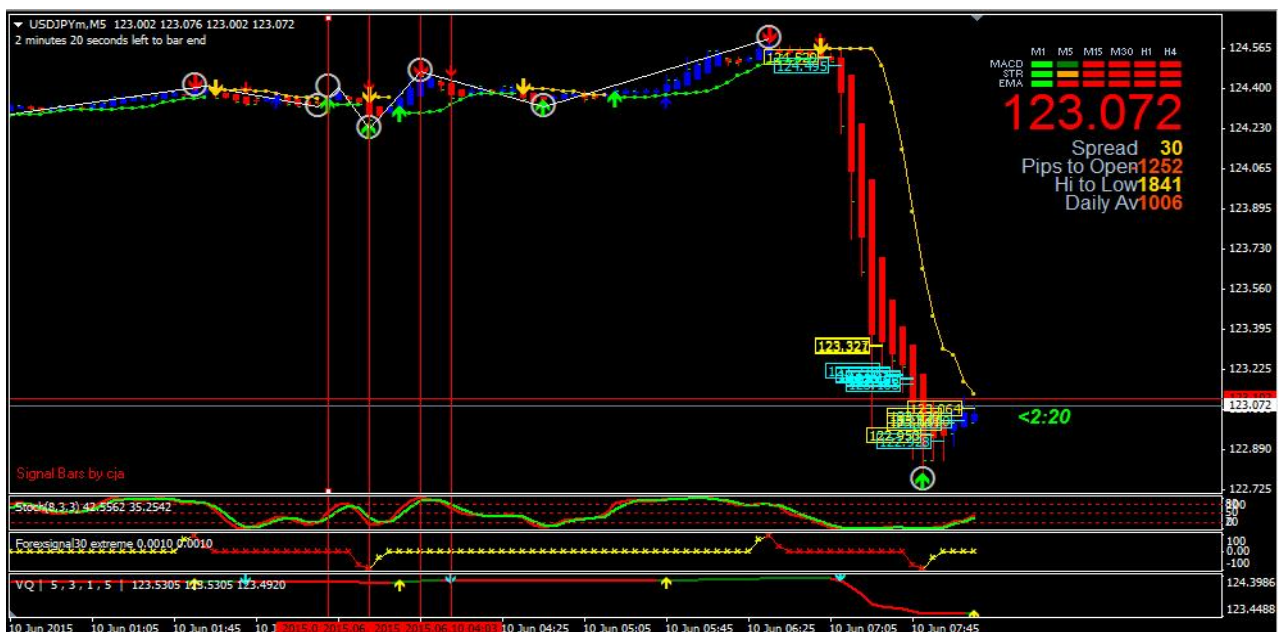 USDJPYm,M5 123.002 123.076 123.002 123.072
2 minutes 20 seconds left to bar end
M1 M5 M15 M30 H1 H4
MACD
STR
EMA
123.072
Spread 30
Pips to Open -1252
Hi to Low 1841
Daily Av 1006
124.565
124.400
124.230
124.065
123.895
123.730
123.560
123.395
123.225
123.072
122.890
122.725
124.495
123.327
122.953
122.928
<2:20
Signal Bars by cja
Stoch(8,3,3) 42.5562 35.2542
80
50
20
Forexsignal30 extreme 0.0010 0.0010
100
0.00
-100
VQ | 5 , 3 , 1 , 5 | 123.5305 123.5305 123.4920
124.3986
123.4488
10 Jun 2015 10 Jun 01:05 10 Jun 01:45 10 Jun 04:25 10 Jun 05:05 10 Jun 05:45 10 Jun 06:25 10 Jun 07:05 10 Jun 07:45